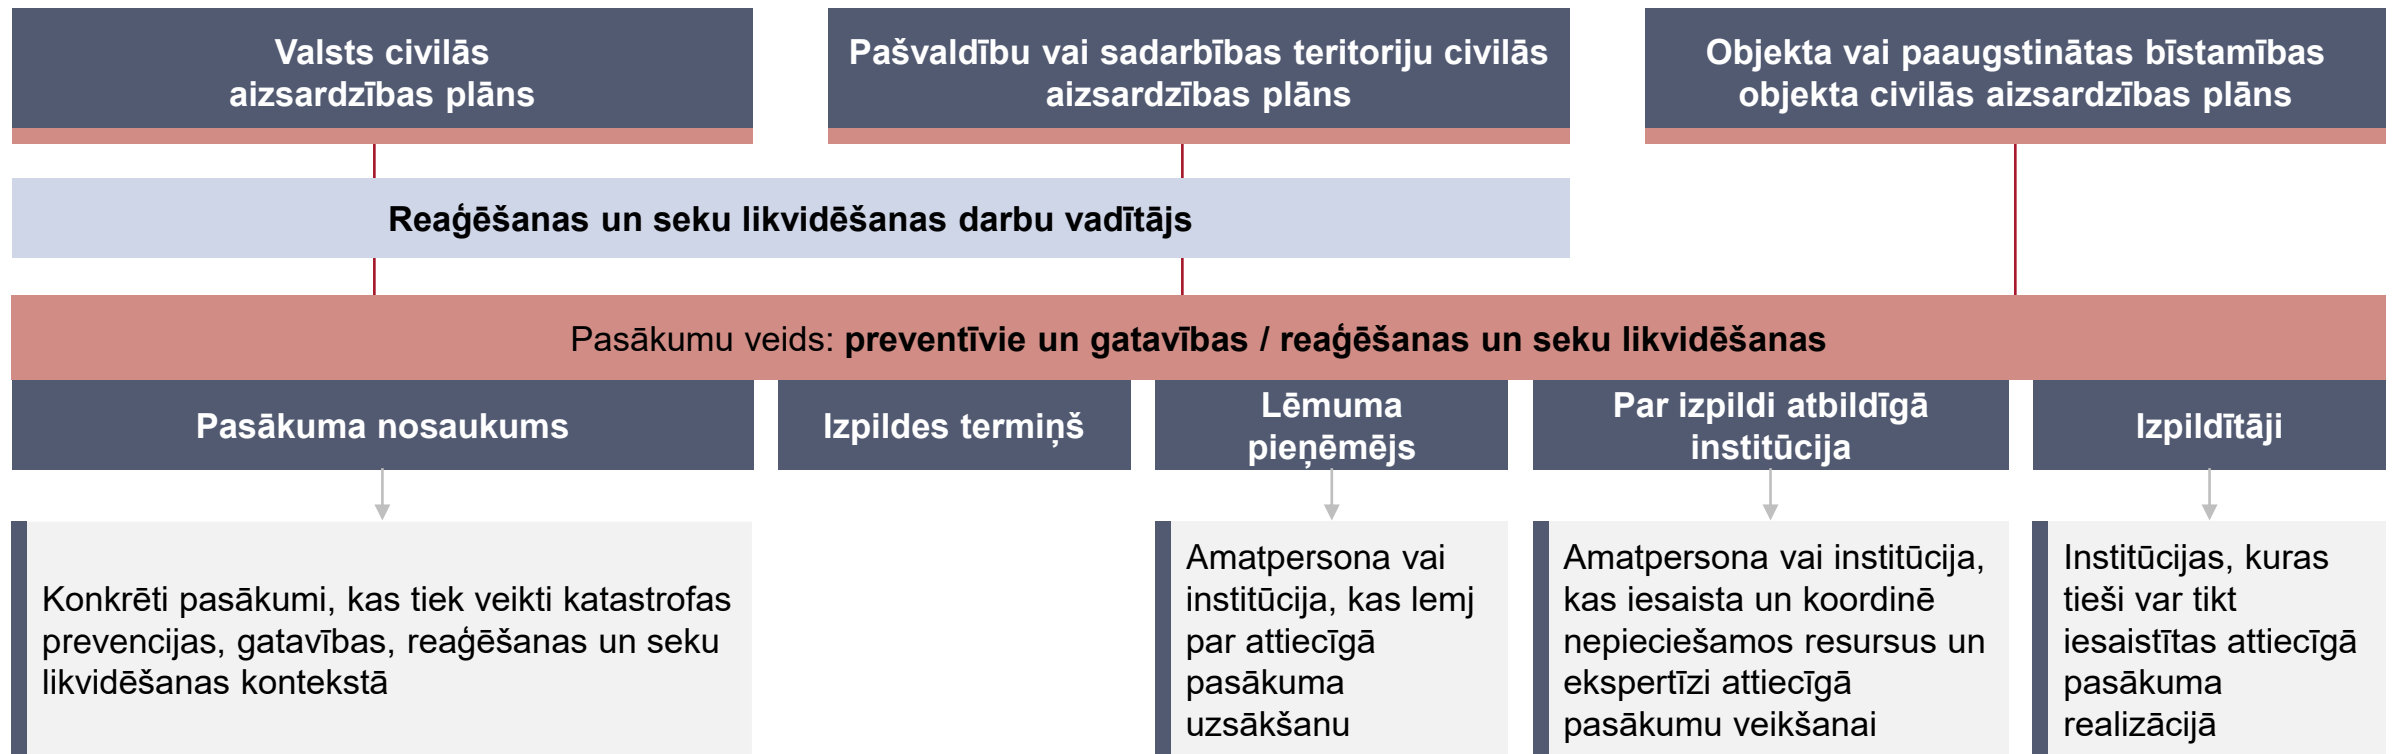 Valsts civilās
aizsardzības plāns
Pašvaldību vai sadarbības teritoriju civilās
aizsardzības plāns
Objekta vai paaugstinātas bīstamības
objekta civilās aizsardzības plāns
Reaģēšanas un seku likvidēšanas darbu vadītājs
Pasākumu veids: preventīvie un gatavības / reaģēšanas un seku likvidēšanas
Pasākuma nosaukums
Izpildes termiņš
Lēmuma
pieņēmējs
Par izpildi atbildīgā
institūcija
Izpildītāji
Konkrēti pasākumi, kas tiek veikti katastrofas
prevencijas, gatavības, reaģēšanas un seku
likvidēšanas kontekstā
Amatpersona vai
institūcija, kas lemj
par attiecīgā
pasākuma
uzsākšanu
Amatpersona vai institūcija,
kas iesaista un koordinē
nepieciešamos resursus un
ekspertīzi attiecīgā
pasākumu veikšanai
Institūcijas, kuras
tieši var tikt
iesaistītas attiecīgā
pasākuma
realizācijā